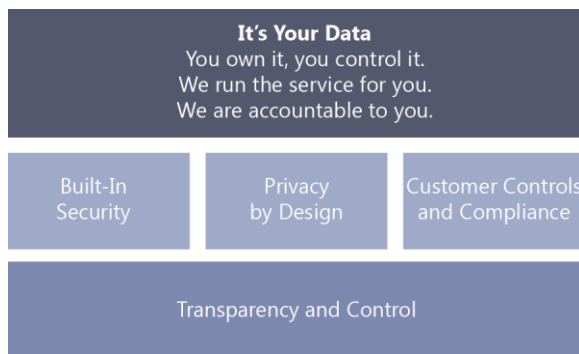 It's Your Data
You own it, you control it.
We run the service for you.
We are accountable to you.
Built-In
Security
Privacy
by Design
Customer Controls
and Compliance
Transparency and Control